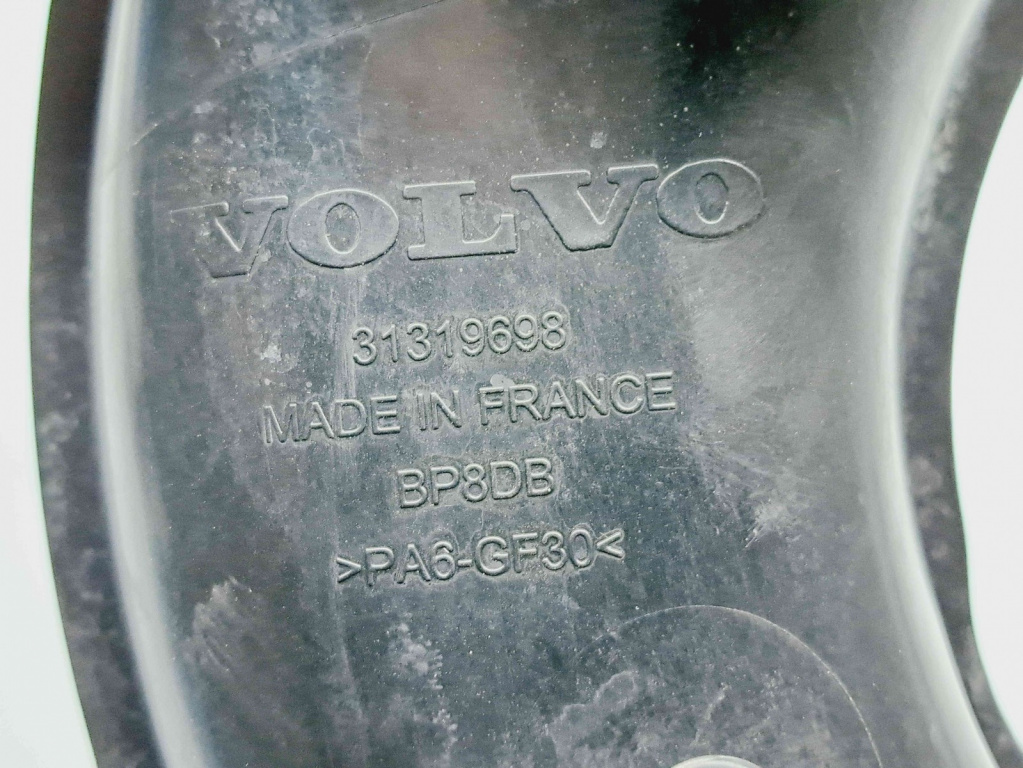 VOLVO
31319698
MADE IN FRANCE
BP8DB
>PA6-GF30<